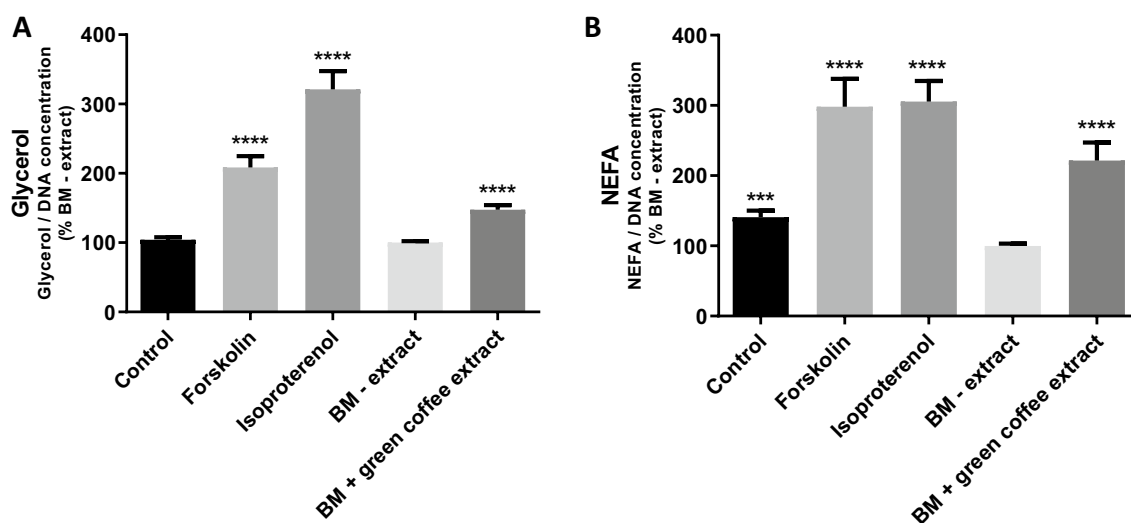 A
Glycerol
Glycerol / DNA concentration
(% BM - extract)
400
300
200
100
0
****
****
****
Control
Forskolin
Isoproterenol
BM - extract
BM + green coffee extract
B
NEFA
NEFA / DNA concentration
(% BM - extract)
400
300
200
100
0
***
****
****
****
Control
Forskolin
Isoproterenol
BM - extract
BM + green coffee extract